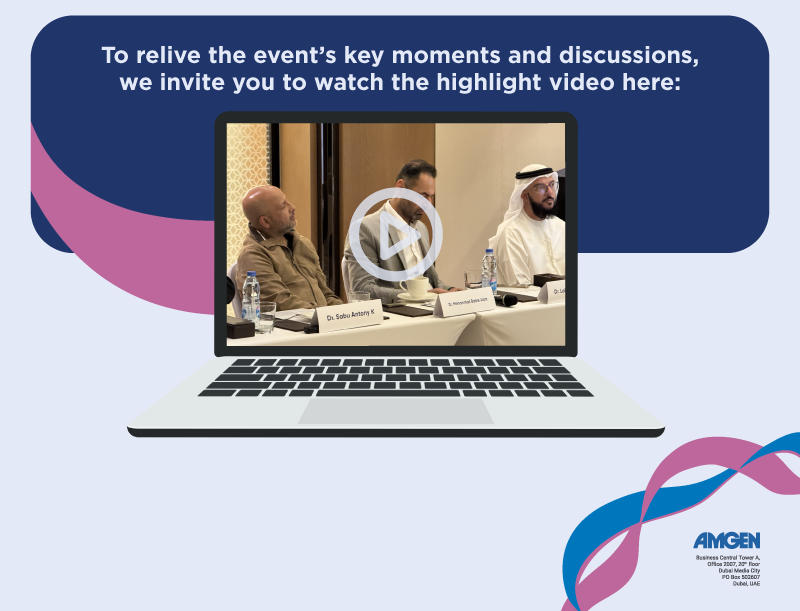 To relive the event's key moments and discussions,
we invite you to watch the highlight video here:
Dr. Sabu Antony K
AMGEN
Business Central Tower A,
Office 2007, 20th floor
Dubai Media City
PO Box 502607
Dubai, UAE